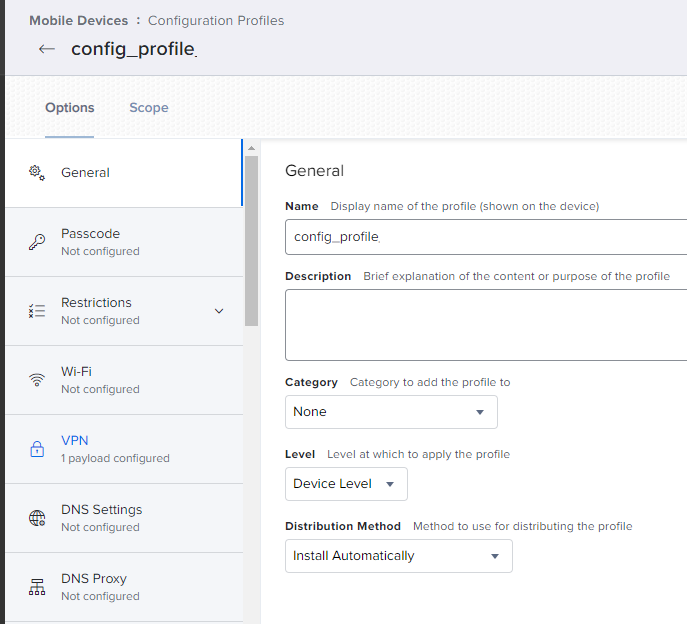 Mobile Devices : Configuration Profiles
← config_profile
Options Scope
General
Passcode
Not configured
Restrictions
Not configured
Wi-Fi
Not configured
VPN
1 payload configured
DNS Settings
Not configured
DNS Proxy
Not configured
General
Name Display name of the profile (shown on the device)
config_profile
Description Brief explanation of the content or purpose of the profile
Category Category to add the profile to
None
Level Level at which to apply the profile
Device Level
Distribution Method Method to use for distributing the profile
Install Automatically